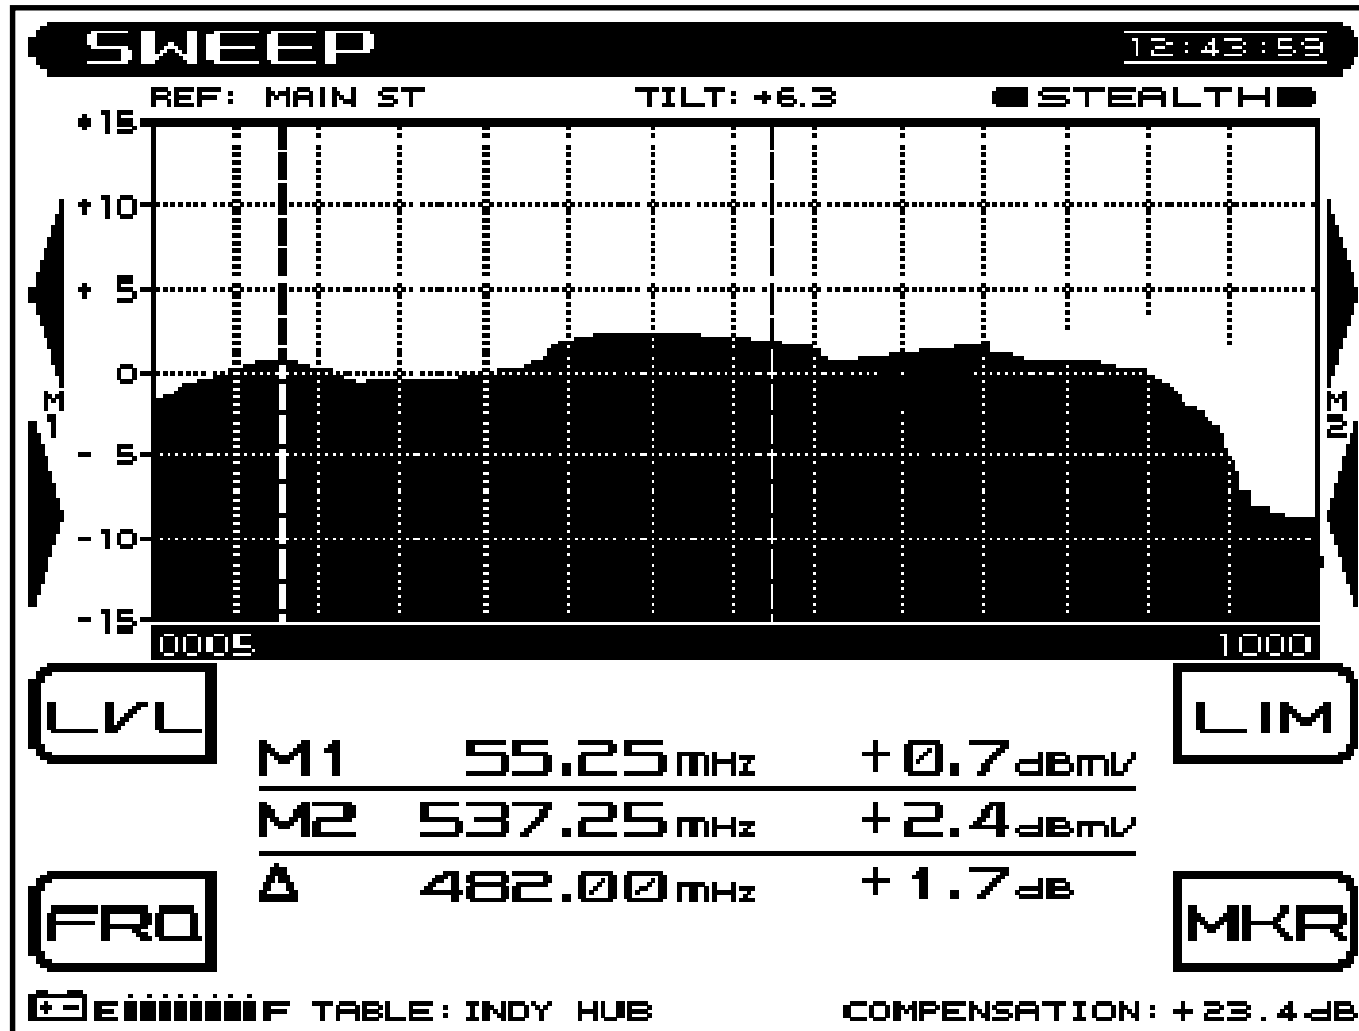 SWEEP 12:43:59
REF: MAIN ST TILT: +6.3 STEALTH
+15
+10
+ 5
0
- 5
-10
-15
M1
M2
0005 1000
LVL
LIM
M1 55.25 mHz +0.7 dBmV
M2 537.25 mHz +2.4 dBmV
Δ 482.00 mHz +1.7 dB
FRQ
MKR
E F TABLE: INDY HUB COMPENSATION: +23.4 dB